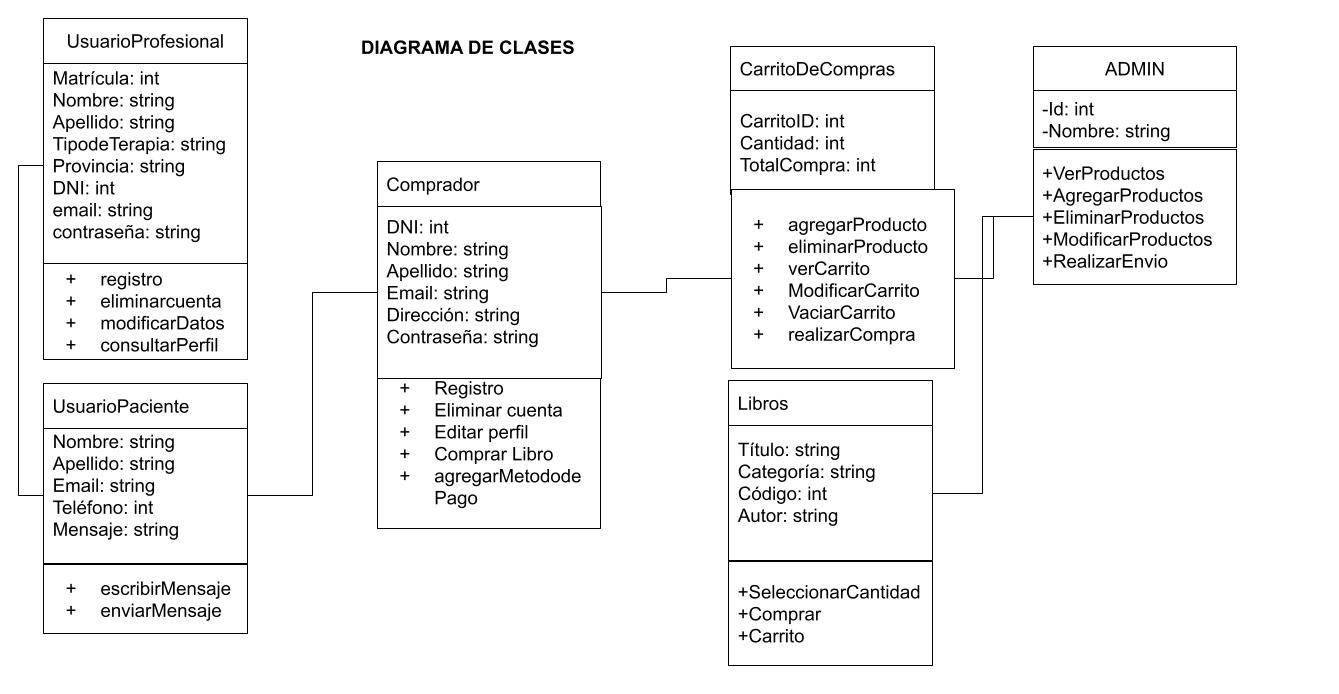 DIAGRAMA DE CLASES
UsuarioProfesional
Matrícula: int
Nombre: string
Apellido: string
TipodeTerapia: string
Provincia: string
DNI: int
email: string
contraseña: string
+ registro
+ eliminarcuenta
+ modificarDatos
+ consultarPerfil
UsuarioPaciente
Nombre: string
Apellido: string
Email: string
Teléfono: int
Mensaje: string
+ escribirMensaje
+ enviarMensaje
Comprador
DNI: int
Nombre: string
Apellido: string
Email: string
Dirección: string
Contraseña: string
+ Registro
+ Eliminar cuenta
+ Editar perfil
+ Comprar Libro
+ agregarMetodode
Pago
CarritoDeCompras
CarritoID: int
Cantidad: int
TotalCompra: int
+ agregarProducto
+ eliminarProducto
+ verCarrito
+ ModificarCarrito
+ VaciarCarrito
+ realizarCompra
Libros
Título: string
Categoría: string
Código: int
Autor: string
+SeleccionarCantidad
+Comprar
+Carrito
ADMIN
-Id: int
-Nombre: string
+VerProductos
+AgregarProductos
+EliminarProductos
+ModificarProductos
+RealizarEnvio